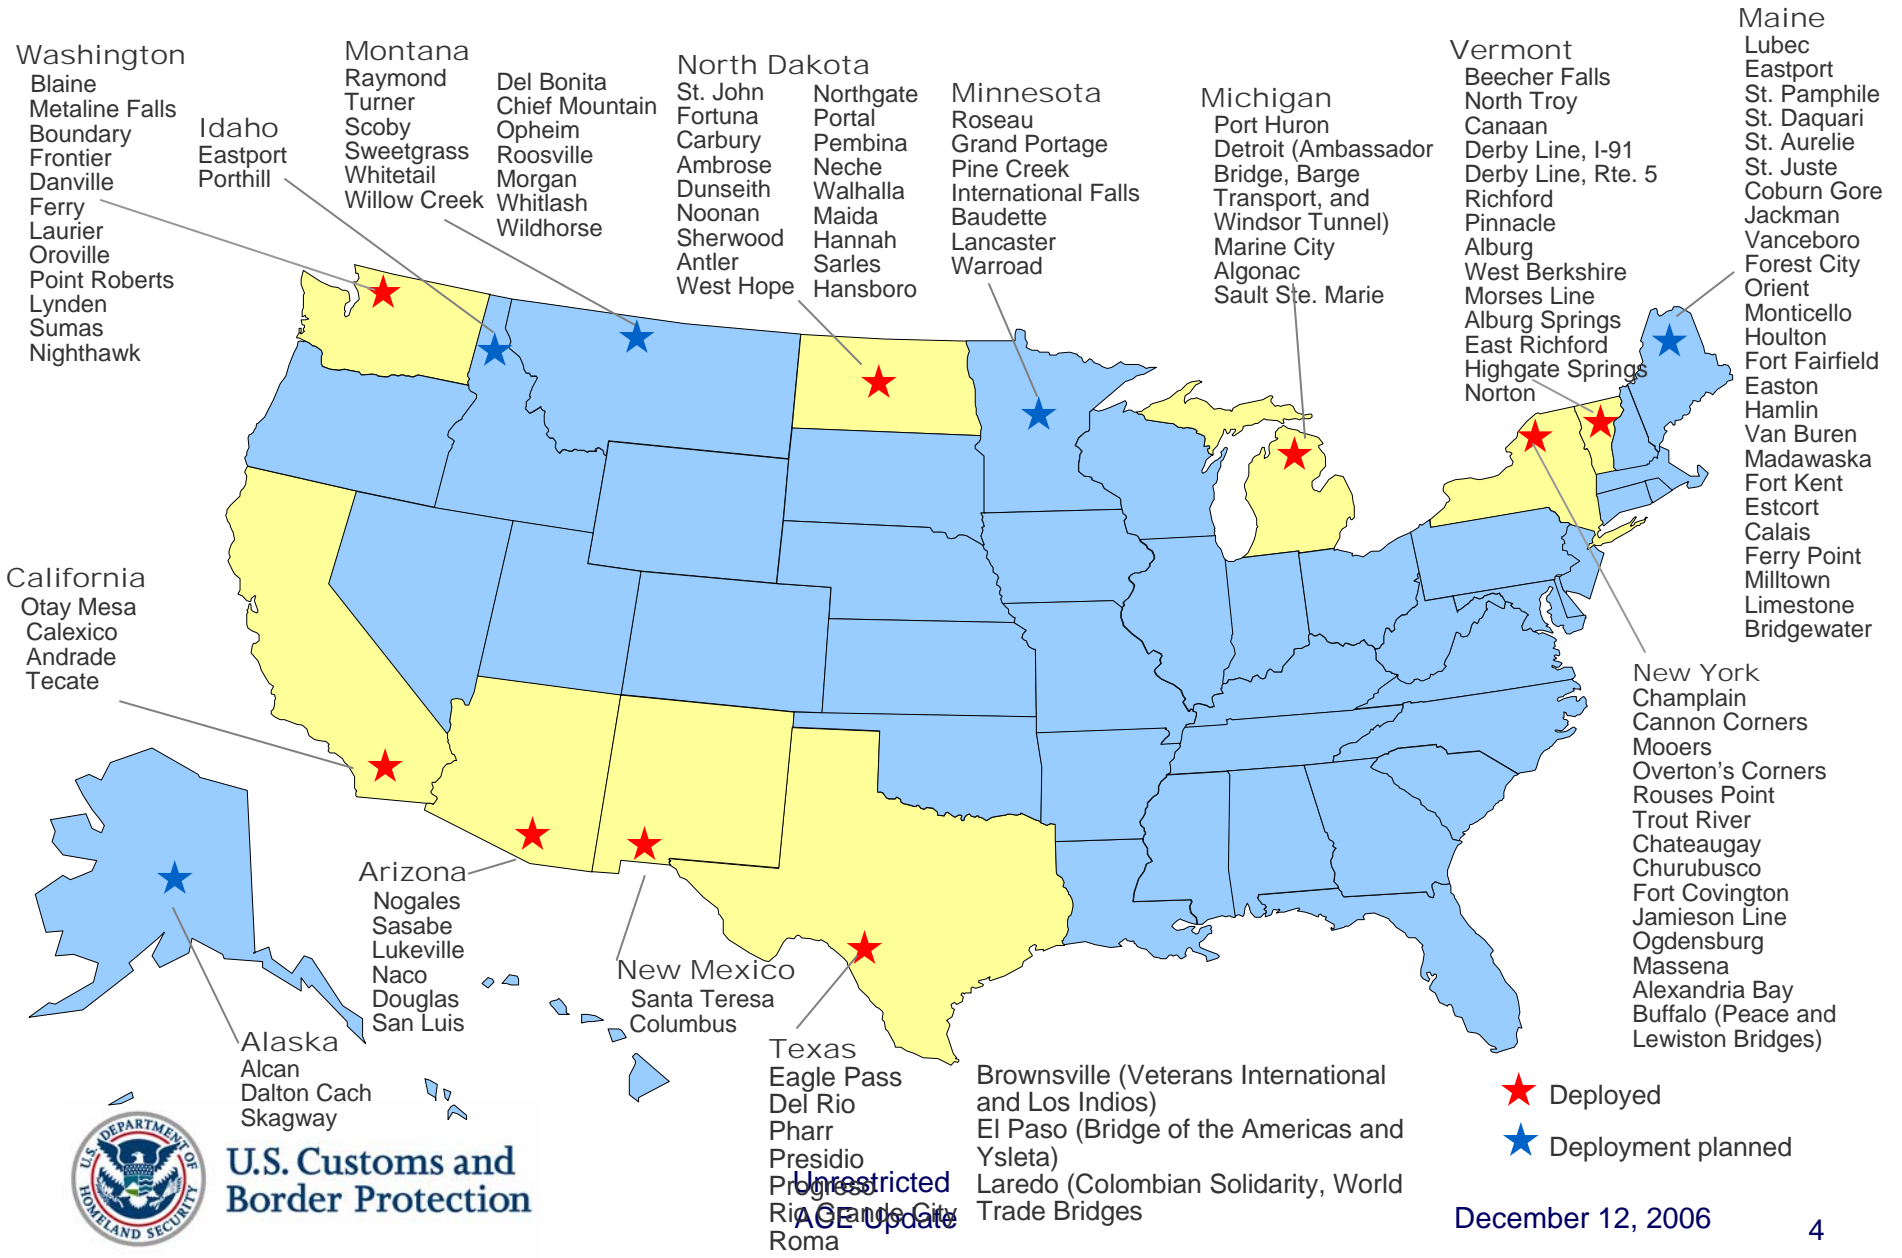 Washington
Blaine
Metaline Falls
Boundary
Frontier
Danville
Ferry
Laurier
Oroville
Point Roberts
Lynden
Sumas
Nighthawk
Idaho
Eastport
Porthill
Montana
Raymond
Turner
Scoby
Sweetgrass
Whitetail
Willow Creek
Del Bonita
Chief Mountain
Opheim
Roosville
Morgan
Whitlash
Wildhorse
North Dakota
St. John
Fortuna
Carbury
Ambrose
Dunseith
Noonan
Sherwood
Antler
West Hope
Northgate
Portal
Pembina
Neche
Walhalla
Maida
Hannah
Sarles
Hansboro
Minnesota
Roseau
Grand Portage
Pine Creek
International Falls
Baudette
Lancaster
Warroad
Michigan
Port Huron
Detroit (Ambassador
Bridge, Barge
Transport, and
Windsor Tunnel)
Marine City
Algonac
Sault Ste. Marie
Vermont
Beecher Falls
North Troy
Canaan
Derby Line, I-91
Derby Line, Rte. 5
Richford
Pinnacle
Alburg
West Berkshire
Morses Line
Alburg Springs
East Richford
Highgate Springs
Norton
Maine
Lubec
Eastport
St. Pamphile
St. Daquari
St. Aurelie
St. Juste
Coburn Gore
Jackman
Vanceboro
Forest City
Orient
Monticello
Houlton
Fort Fairfield
Easton
Hamlin
Van Buren
Madawaska
Fort Kent
Estcort
Calais
Ferry Point
Milltown
Limestone
Bridgewater
California
Otay Mesa
Calexico
Andrade
Tecate
New York
Champlain
Cannon Corners
Mooers
Overton's Corners
Rouses Point
Trout River
Chateaugay
Churubusco
Fort Covington
Jamieson Line
Ogdensburg
Massena
Alexandria Bay
Buffalo (Peace and
Lewiston Bridges)
Arizona
Nogales
Sasabe
Lukeville
Naco
Douglas
San Luis
New Mexico
Santa Teresa
Columbus
Alaska
Alcan
Dalton Cach
Skagway
Texas
Eagle Pass
Del Rio
Pharr
Presidio
Progreso
Rio Grande City
Roma
Brownsville (Veterans International
and Los Indios)
El Paso (Bridge of the Americas and
Ysleta)
Laredo (Colombian Solidarity, World
Trade Bridges
Deployed
Deployment planned
U.S. DEPARTMENT OF
HOMELAND SECURITY
U.S. Customs and
Border Protection
Unrestricted
ACE Update
December 12, 2006
4